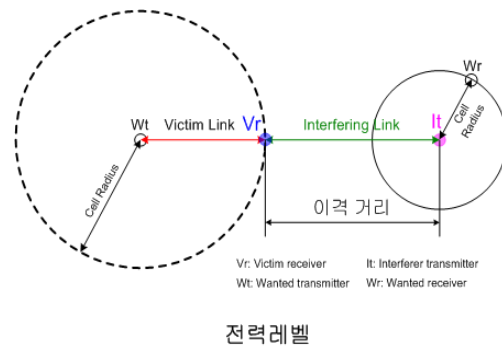 Wr
Wt
Victim Link
Vr
Interfering Link
It
Cell Radius
Cell Radius
이격 거리
Vr: Victim receiver
It: Interferer transmitter
Wt: Wanted transmitter
Wr: Wanted receiver
전력레벨